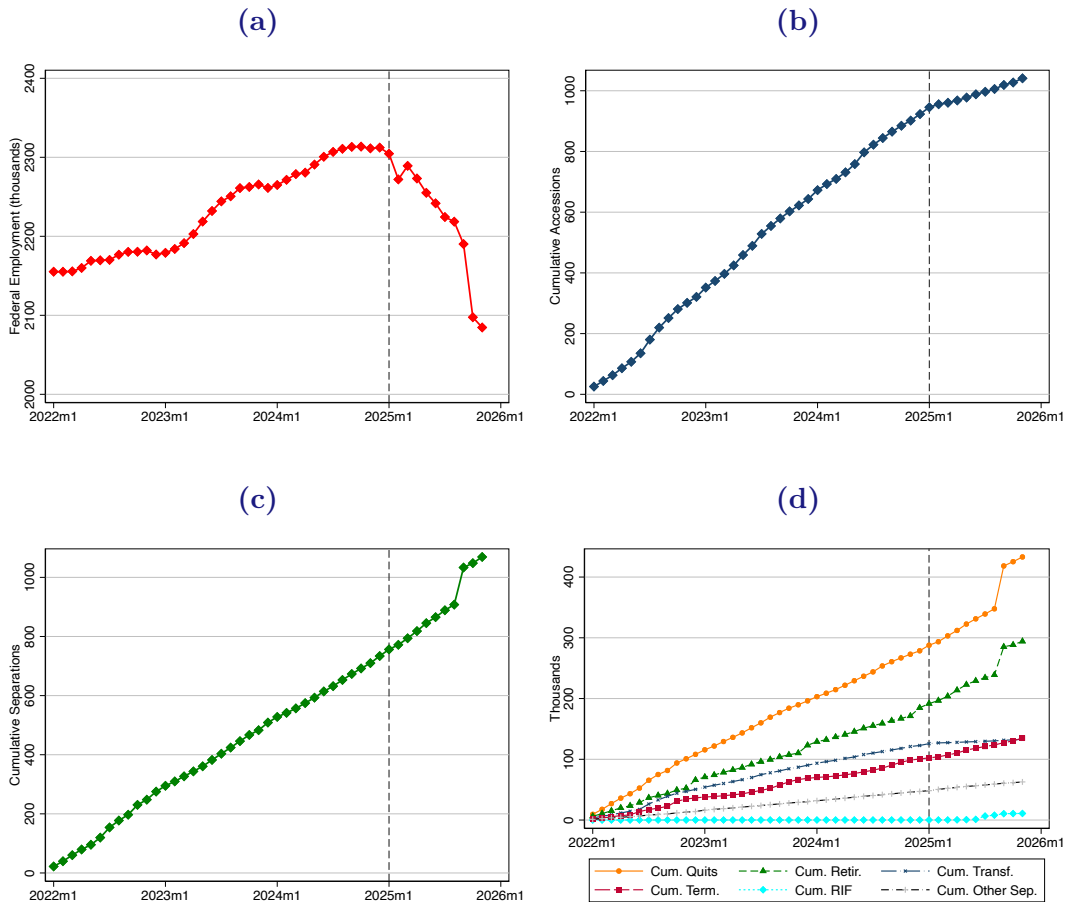 (a)
Federal Employment (thousands)
2400
2300
2200
2100
2000
2022m1 2023m1 2024m1 2025m1 2026m1
(b)
Cumulative Accessions
1000
800
600
400
200
0
2022m1 2023m1 2024m1 2025m1 2026m1
(c)
Cumulative Separations
1000
800
600
400
200
0
2022m1 2023m1 2024m1 2025m1 2026m1
(d)
Thousands
400
300
200
100
0
2022m1 2023m1 2024m1 2025m1 2026m1
Cum. Quits Cum. Retir. Cum. Transf.
Cum. Term. Cum. RIF Cum. Other Sep.